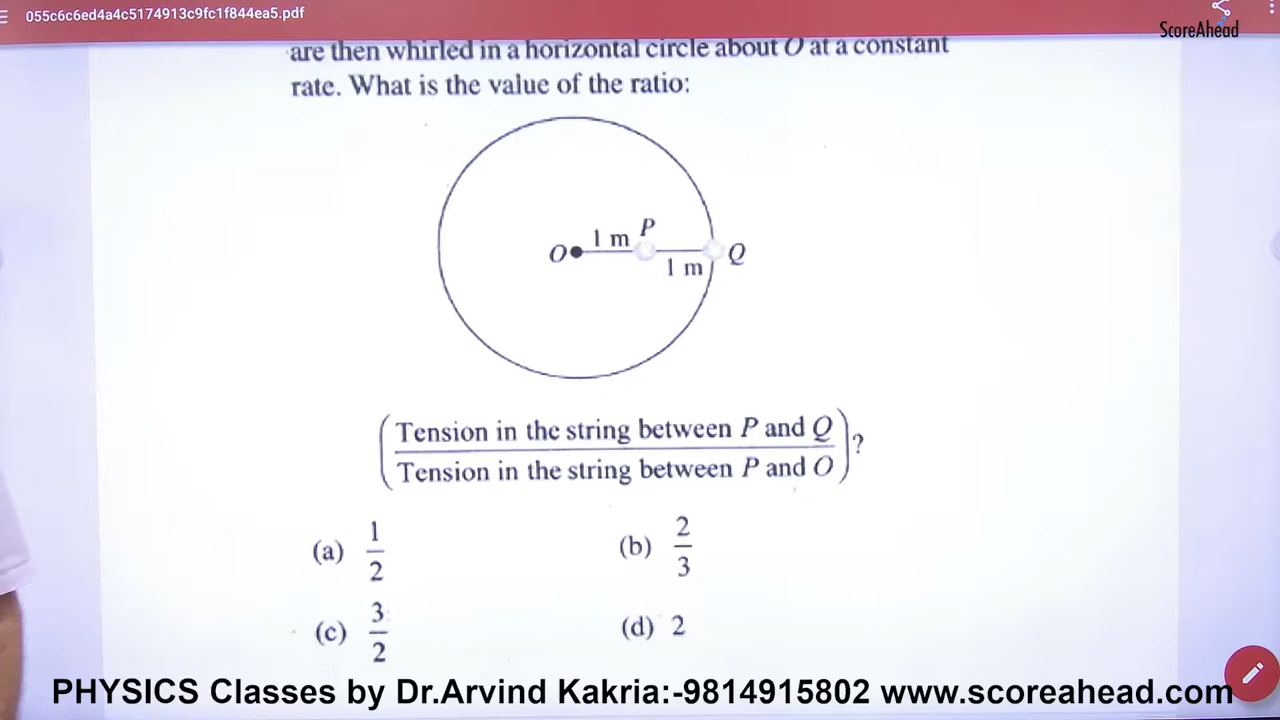 055c6c6ed4a4c5174913c9fc1f844ea5.pdf
ScoreAhead
are then whirled in a horizontal circle about O at a constant
rate. What is the value of the ratio:
1 m P
O Q
1 m
Tension in the string between P and Q
?
Tension in the string between P and O
(a) 1/2 (b) 2/3
(c) 3/2 (d) 2
PHYSICS Classes by Dr.Arvind Kakria:-9814915802 www.scoreahead.com